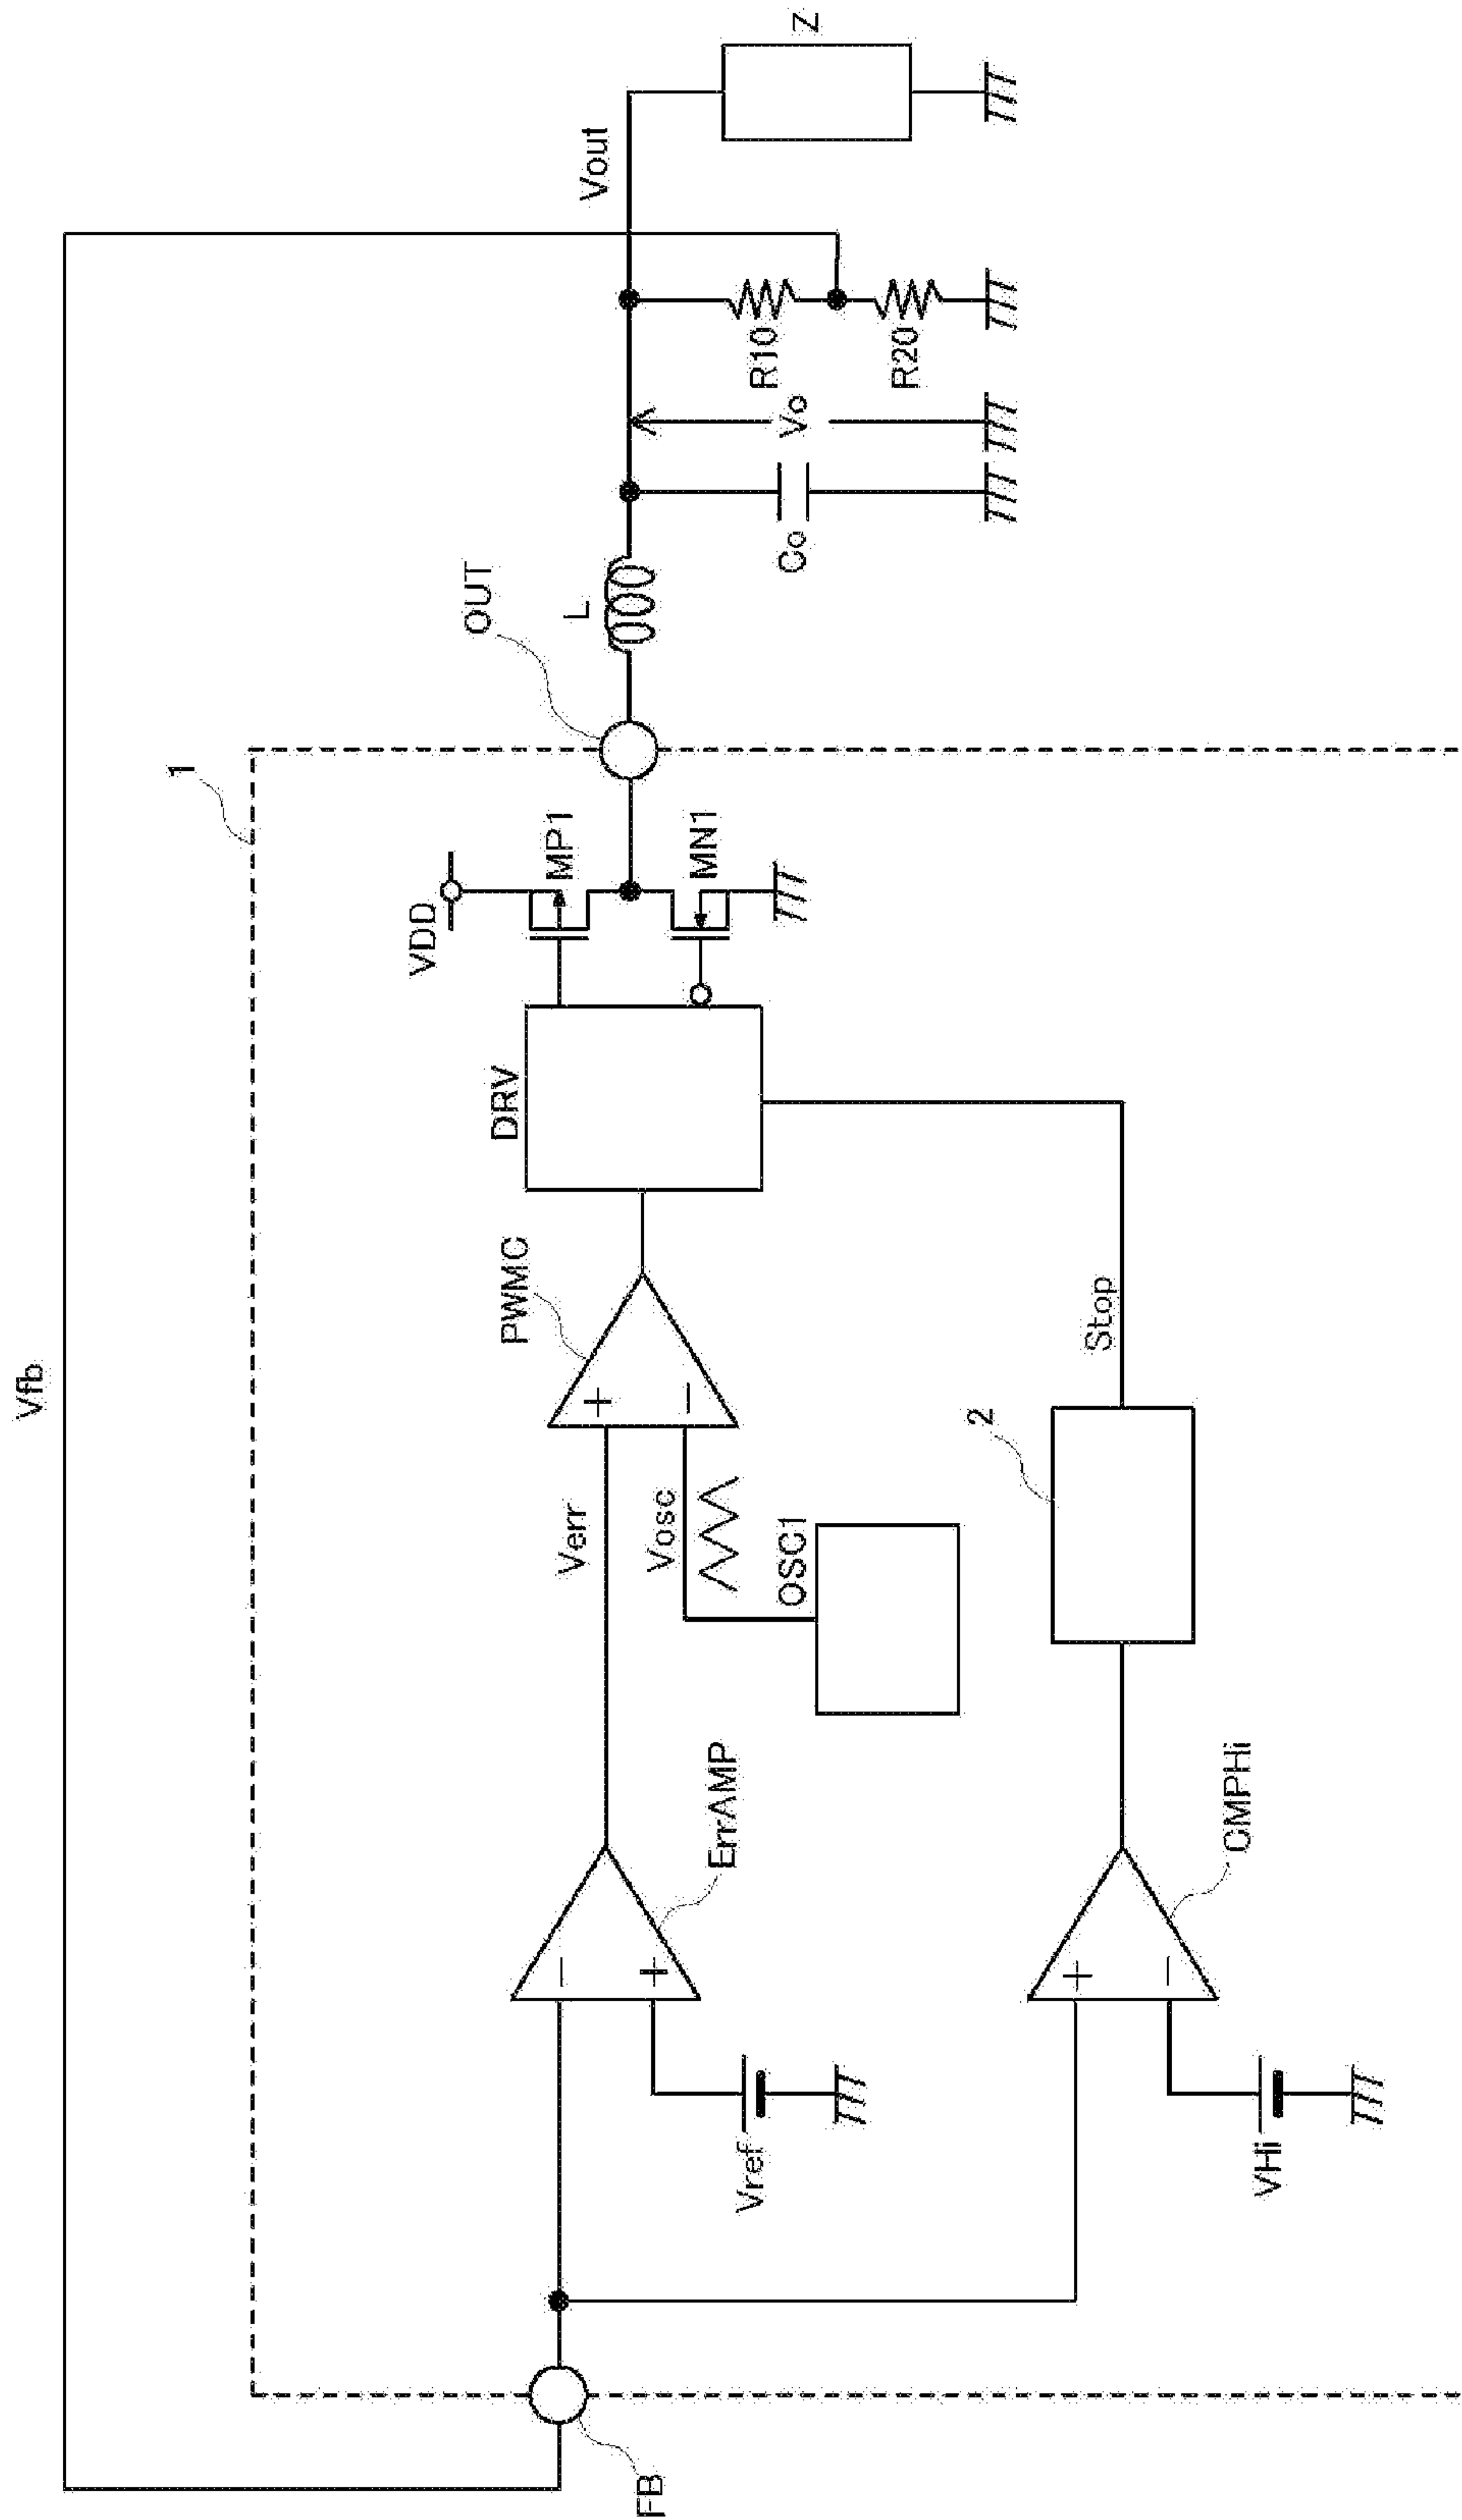 Vfb
1
VDD
OUT
DRV
MP1
L
Vout
Z
PWMC
MN1
Verr
Vosc
R10
Co
Vo
OSC1
R20
ErrAMP
Vref
FB
2
Stop
CMPHi
VHi